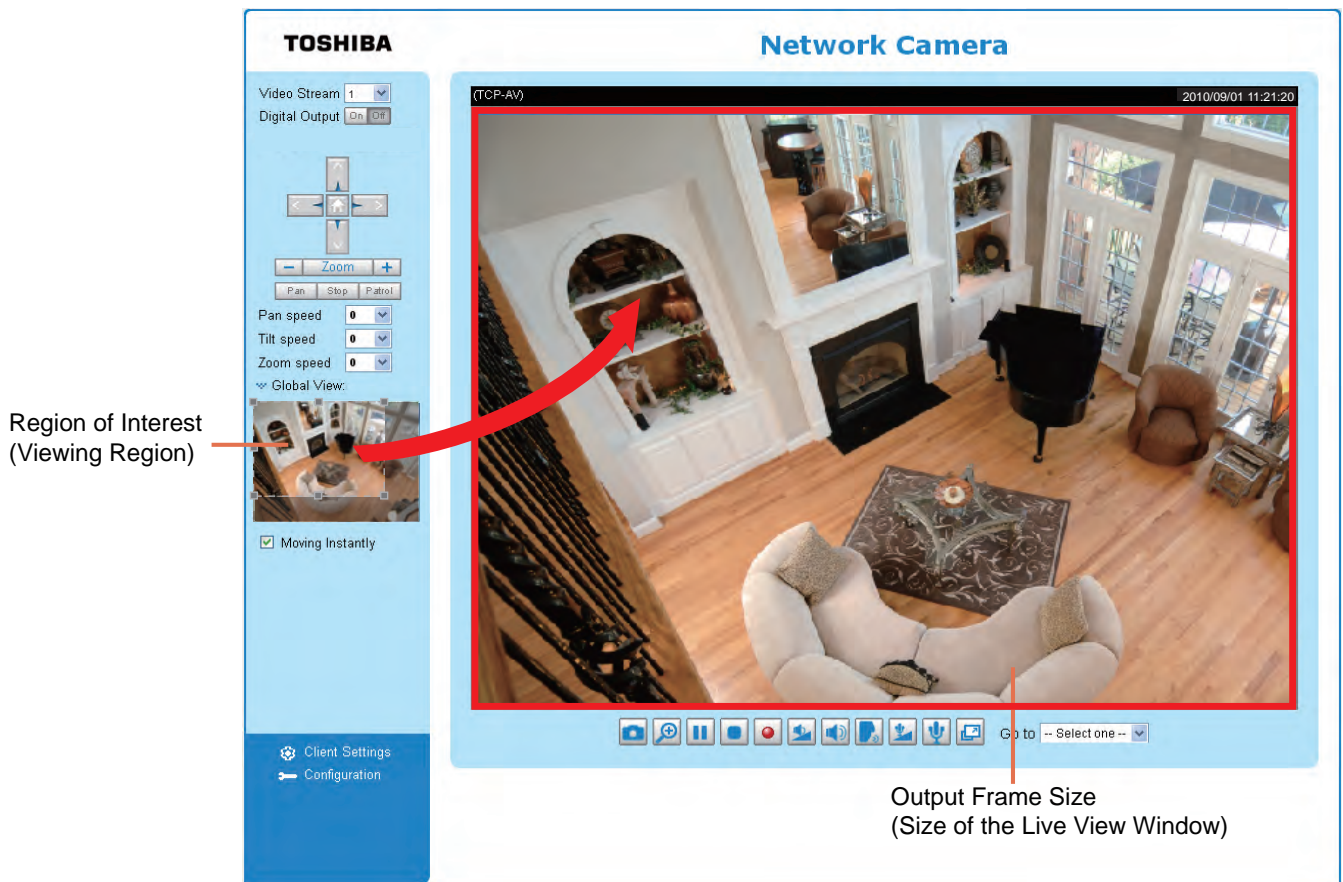 TOSHIBA
Network Camera
Video Stream 1
Digital Output On Off
Zoom
Pan Stop Patrol
Pan speed 0
Tilt speed 0
Zoom speed 0
Global View:
Moving Instantly
Client Settings
Configuration
(TCP-AV) 2010/09/01 11:21:20
Go to -- Select one --
Region of Interest
(Viewing Region)
Output Frame Size
(Size of the Live View Window)